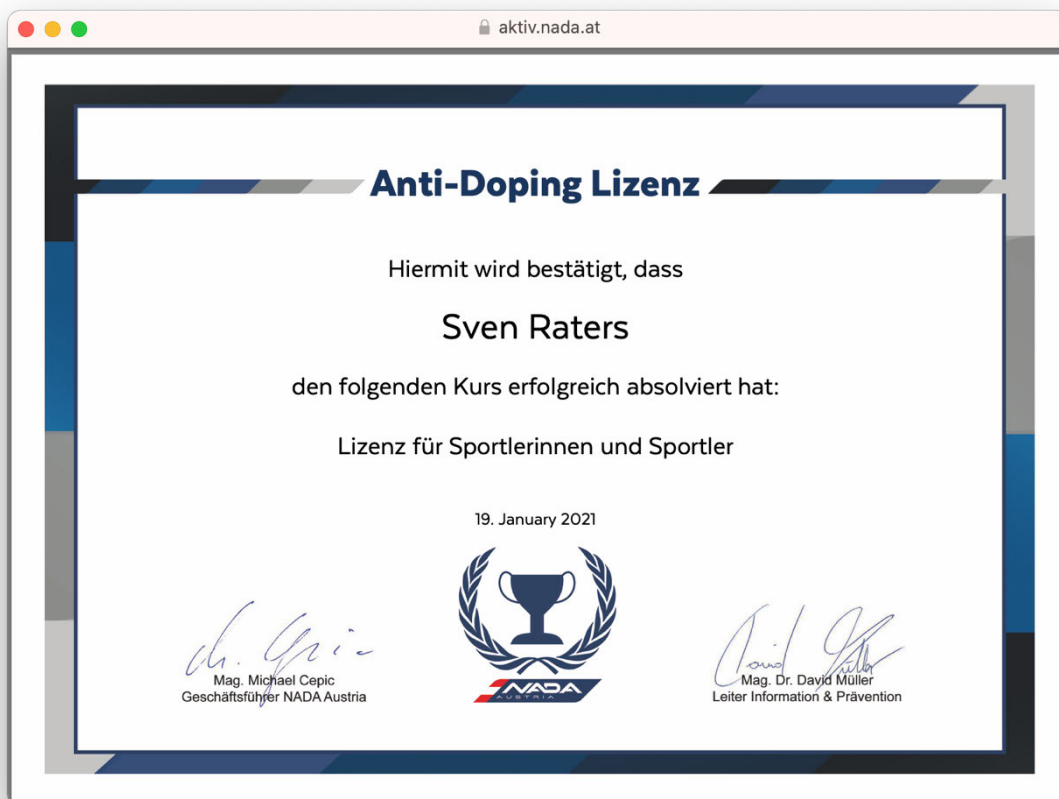 aktiv.nada.at
Anti-Doping Lizenz
Hiermit wird bestätigt, dass
Sven Raters
den folgenden Kurs erfolgreich absolviert hat:
Lizenz für Sportlerinnen und Sportler
19. January 2021
Mag. Michael Cepic
Geschäftsführer NADA Austria
NADA
AUSTRIA
Mag. Dr. David Müller
Leiter Information & Prävention